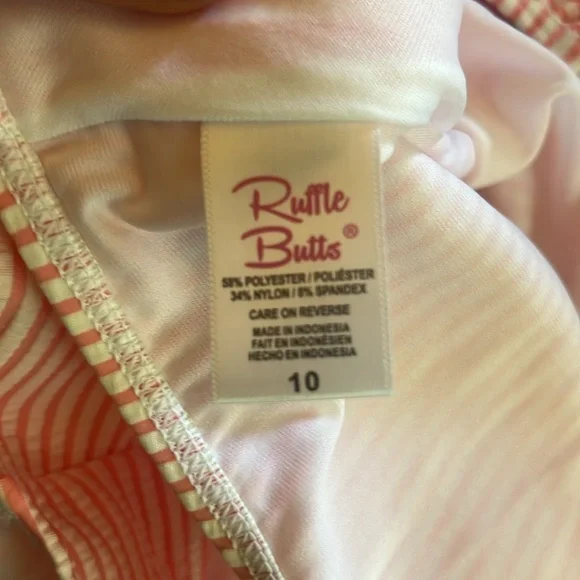 Ruffle
Butts®
58% POLYESTER / POLIÉSTER
34% NYLON / 8% SPANDEX
CARE ON REVERSE
MADE IN INDONESIA
FAIT EN INDONÉSIEN
HECHO EN INDONESIA
10